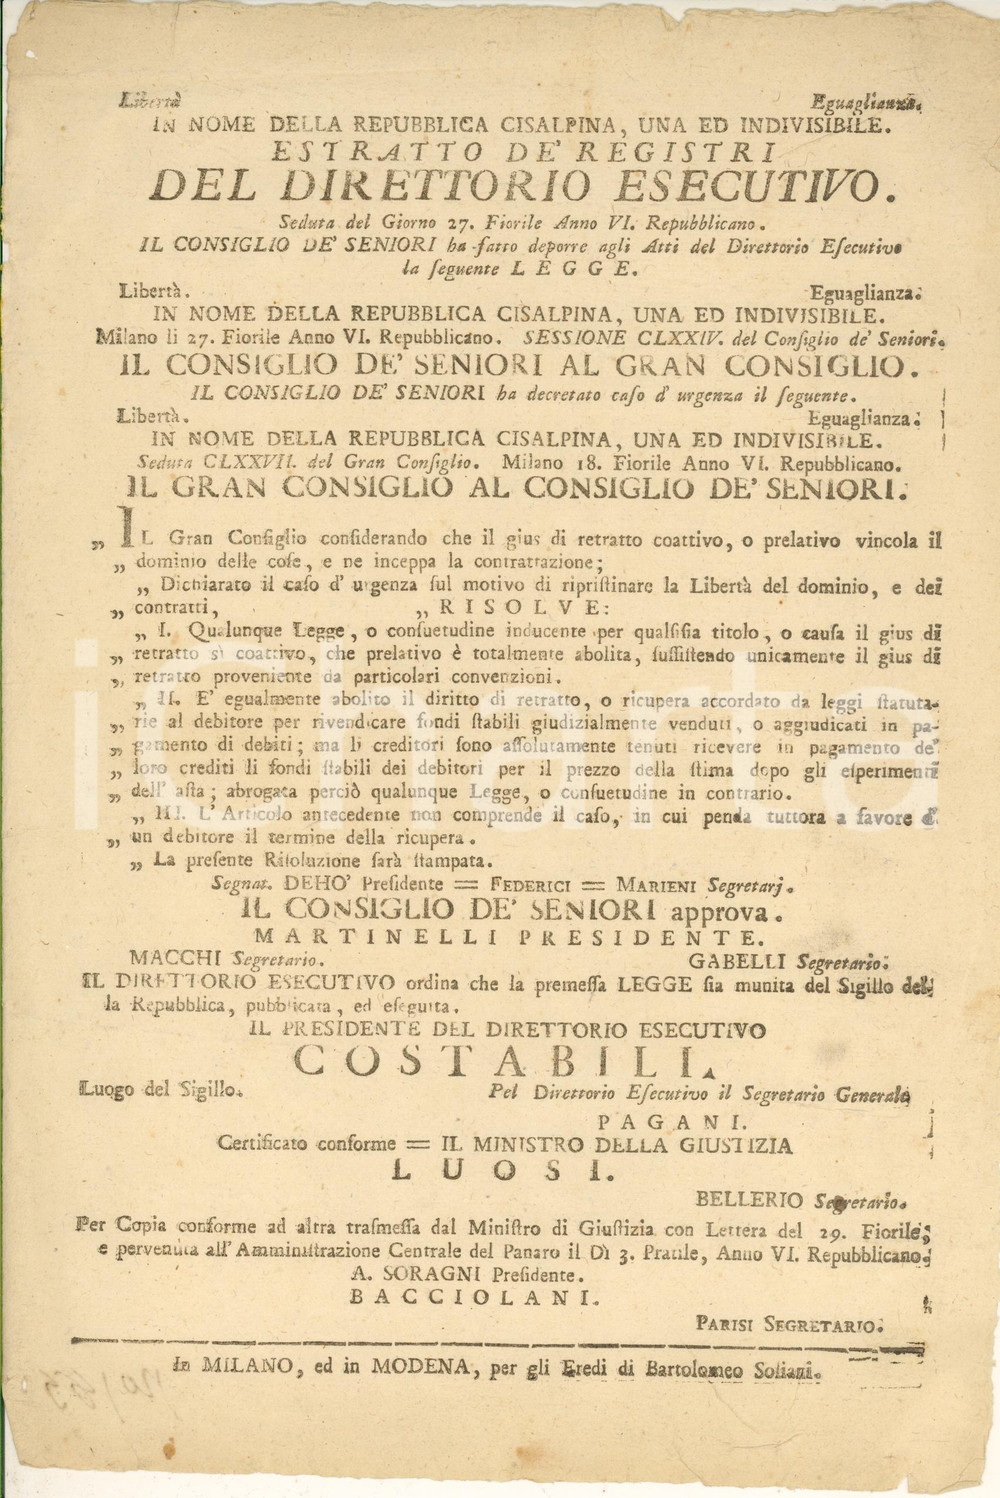 Libertà Eguaglianza.
IN NOME DELLA REPUBBLICA CISALPINA, UNA ED INDIVISIBILE.
ESTRATTO DE' REGISTRI
DEL DIRETTORIO ESECUTIVO.
Seduta del Giorno 27. Fiorile Anno VI. Repubblicano.
IL CONSIGLIO DE' SENIORI ha fatto deporre agli Atti del Direttorio Eſecutivo
la ſeguente LEGGE.
Libertà. Eguaglianza.
IN NOME DELLA REPUBBLICA CISALPINA, UNA ED INDIVISIBILE.
Milano li 27. Fiorile Anno VI. Repubblicano. SESSIONE CLXXIV. del Conſiglio de' Seniori.
IL CONSIGLIO DE' SENIORI AL GRAN CONSIGLIO.
IL CONSIGLIO DE' SENIORI ha decretato caſo d' urgenza il ſeguente.
Libertà. Eguaglianza.
IN NOME DELLA REPUBBLICA CISALPINA, UNA ED INDIVISIBILE.
Seduta CLXXVII. del Gran Conſiglio. Milano 18. Fiorile Anno VI. Repubblicano.
IL GRAN CONSIGLIO AL CONSIGLIO DE' SENIORI.
„ IL Gran Conſiglio conſiderando che il gius di retratto coattivo, o prelativo vincola il
„ dominio delle coſe, e ne inceppa la contrattazione;
„ Dichiarato il caſo d' urgenza ſul motivo di ripriſtinare la Libertà del dominio, e dei
„ contratti, „ RISOLVE:
„ I. Qualunque Legge, o conſuetudine inducente per qualſiſia titolo, o cauſa il gius di
„ retratto sì coattivo, che prelativo è totalmente abolita, ſuſſiſtendo unicamente il gius di
„ retratto proveniente da particolari convenzioni.
„ II. E' egualmente abolito il diritto di retratto, o ricupera accordato da leggi ſtatuta-
„ rie al debitore per rivendicare fondi ſtabili giudizialmente venduti, o aggiudicati in pa-
„ gamento di debiti; ma li creditori ſono aſſolutamente tenuti ricevere in pagamento de'
„ loro crediti li fondi ſtabili dei debitori per il prezzo della ſtima dopo gli eſperimenti
„ dell' aſta; abrogata perciò qualunque Legge, o conſuetudine in contrario.
„ III. L' Articolo antecedente non comprende il caſo, in cui penda tuttora a favore d'
„ un debitore il termine della ricupera.
„ La preſente Riſoluzione ſarà ſtampata.
Segnat. DEHO' Preſidente = FEDERICI = MARIENI Segretarj.
IL CONSIGLIO DE' SENIORI approva.
MARTINELLI PRESIDENTE.
MACCHI Segretario. GABELLI Segretario.
IL DIRETTORIO ESECUTIVO ordina che la premeſſa LEGGE ſia munita del Sigillo del-
la Repubblica, pubblicata, ed eſeguita.
IL PRESIDENTE DEL DIRETTORIO ESECUTIVO
COSTABILI.
Luogo del Sigillo. Pel Direttorio Eſecutivo il Segretario Generale
PAGANI.
Certificato conforme = IL MINISTRO DELLA GIUSTIZIA
LUOSI.
BELLERIO Segretario.
Per Copia conforme ad altra traſmeſſa dal Miniſtro di Giuſtizia con Lettera del 29. Fiorile,
e pervenuta all' Amminiſtrazione Centrale del Panaro il Dì 3. Pratile, Anno VI. Repubblicano.
A. SORAGNI Preſidente.
BACCIOLANI.
PARISI SEGRETARIO.
In MILANO, ed in MODENA, per gli Eredi di Bartolomeo Soliani.